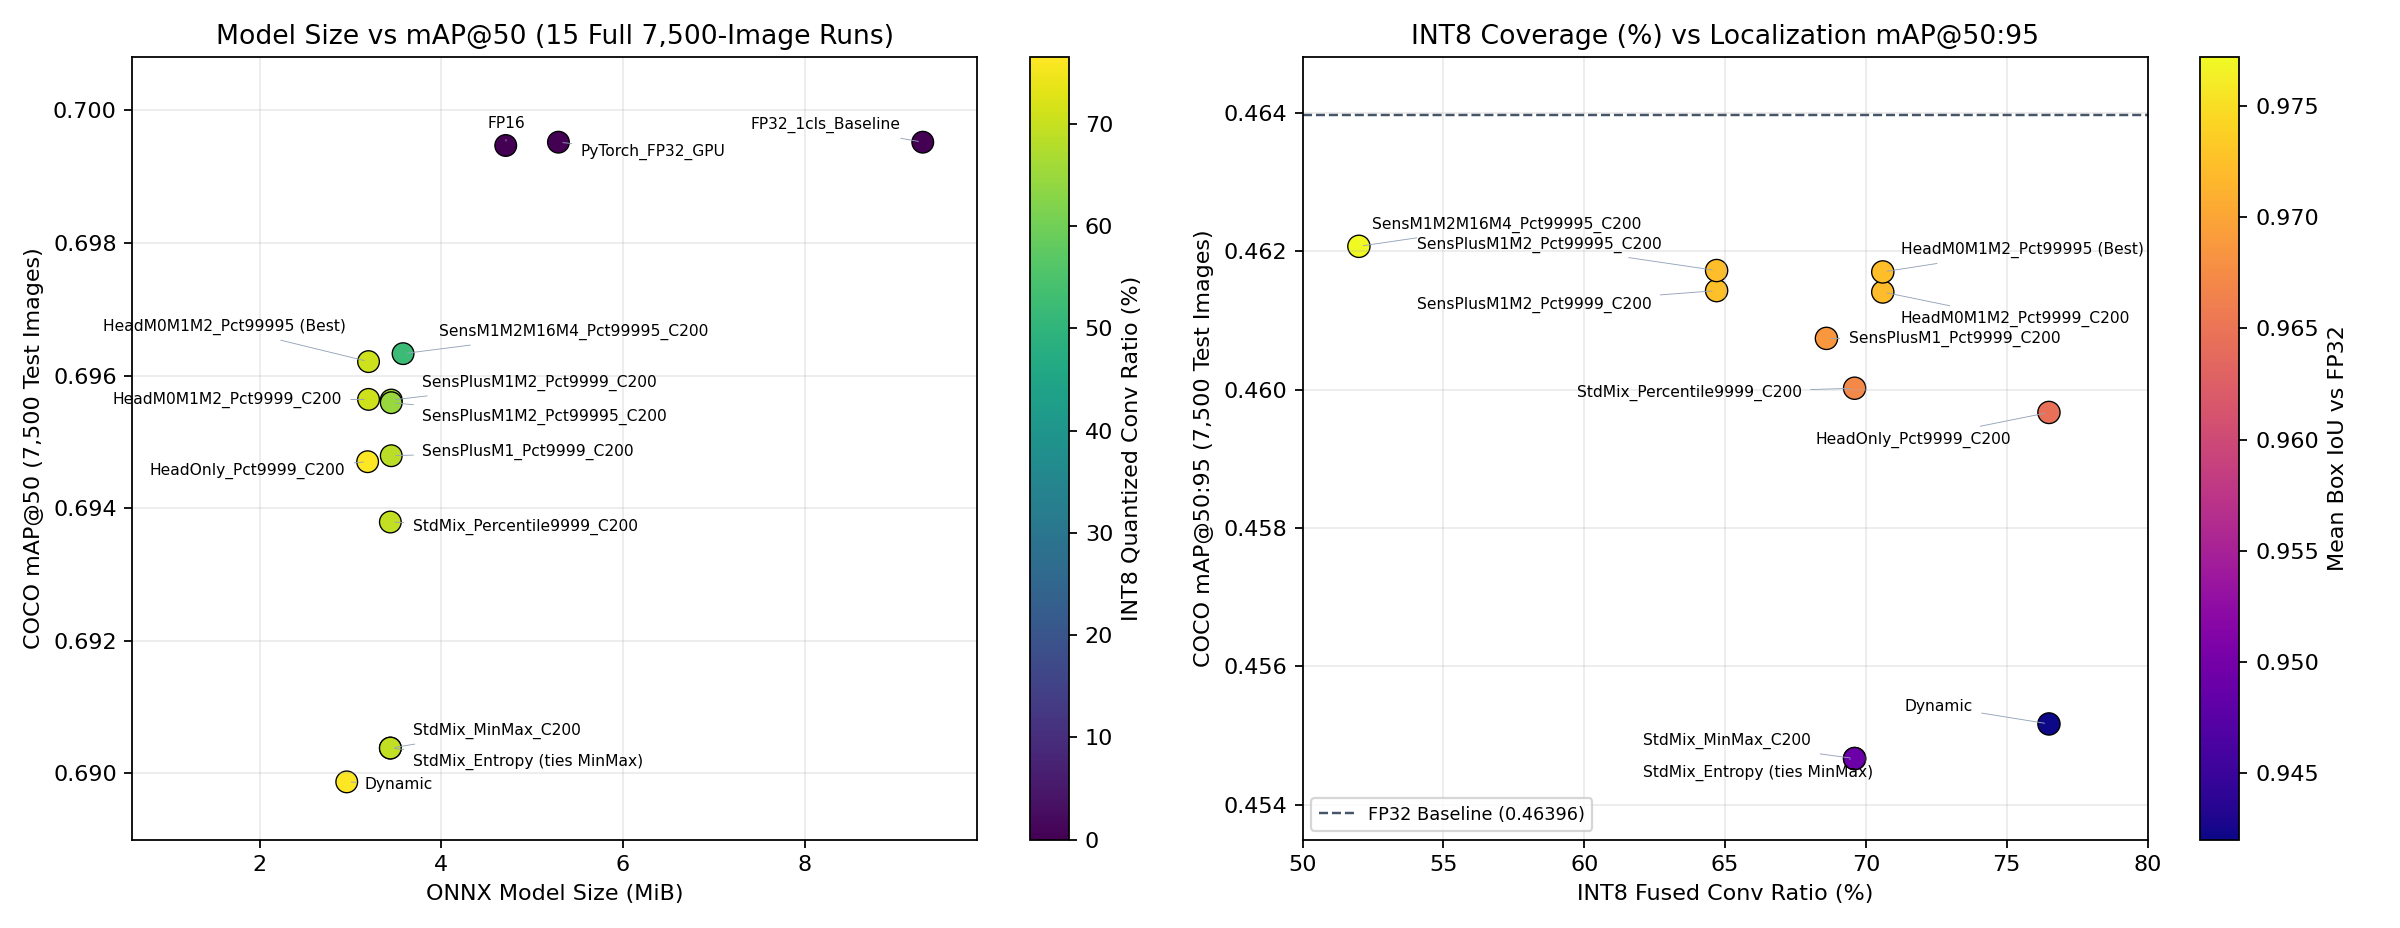 Model Size vs mAP@50 (15 Full 7,500-Image Runs)
COCO mAP@50 (7,500 Test Images)
0.700
0.698
0.696
0.694
0.692
0.690
FP16
PyTorch_FP32_GPU
FP32_1cls_Baseline
HeadM0M1M2_Pct99995 (Best)
SensM1M2M16M4_Pct99995_C200
SensPlusM1M2_Pct9999_C200
HeadM0M1M2_Pct9999_C200
SensPlusM1M2_Pct99995_C200
SensPlusM1_Pct9999_C200
HeadOnly_Pct9999_C200
StdMix_Percentile9999_C200
StdMix_MinMax_C200
StdMix_Entropy (ties MinMax)
Dynamic
2
4
6
8
ONNX Model Size (MiB)
70
60
50
40
30
20
10
0
INT8 Quantized Conv Ratio (%)
INT8 Coverage (%) vs Localization mAP@50:95
COCO mAP@50:95 (7,500 Test Images)
0.464
0.462
0.460
0.458
0.456
0.454
SensM1M2M16M4_Pct99995_C200
SensPlusM1M2_Pct99995_C200
HeadM0M1M2_Pct99995 (Best)
SensPlusM1M2_Pct9999_C200
HeadM0M1M2_Pct9999_C200
SensPlusM1_Pct9999_C200
StdMix_Percentile9999_C200
HeadOnly_Pct9999_C200
Dynamic
StdMix_MinMax_C200
StdMix_Entropy (ties MinMax)
FP32 Baseline (0.46396)
50
55
60
65
70
75
80
INT8 Fused Conv Ratio (%)
0.975
0.970
0.965
0.960
0.955
0.950
0.945
Mean Box IoU vs FP32